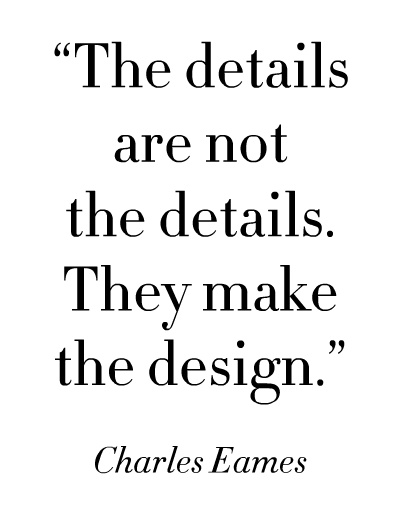 “The details
are not
the details.
They make
the design.”
Charles Eames